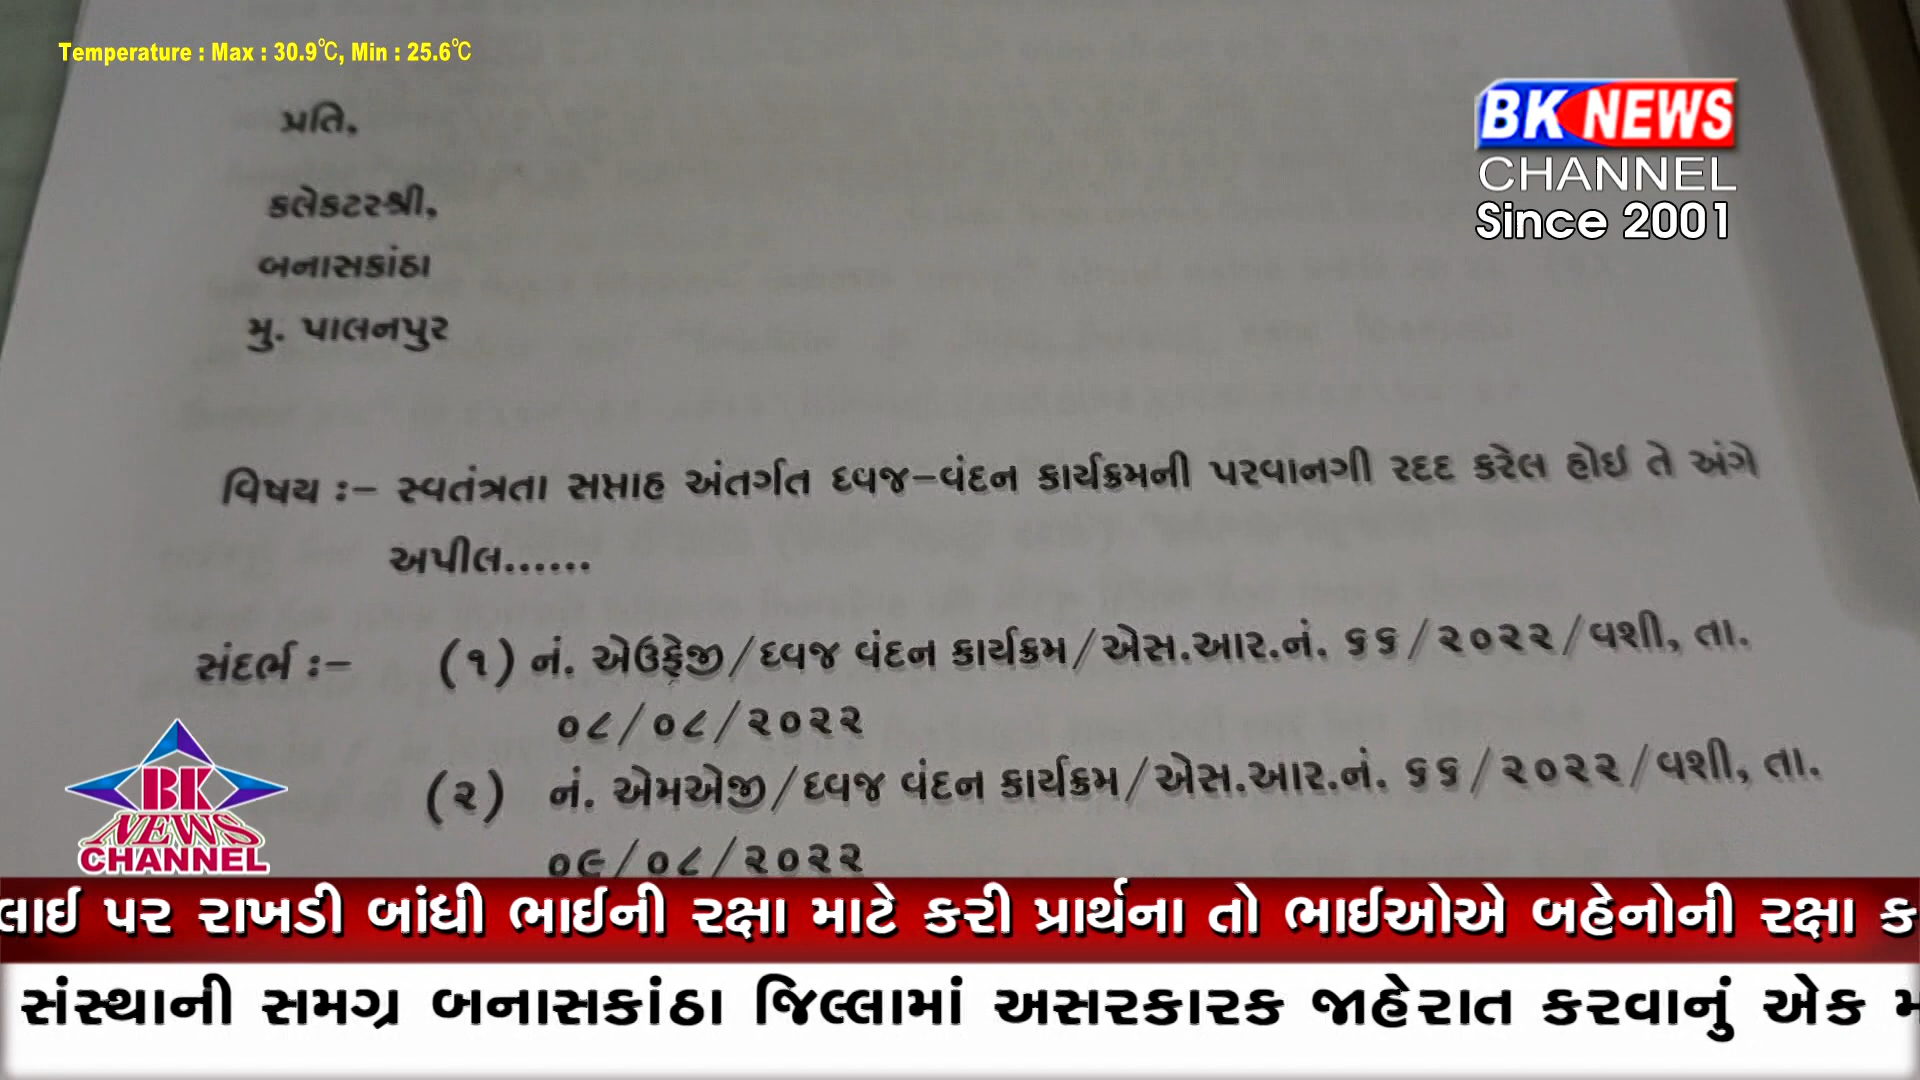 Temperature : Max : 30.9℃, Min : 25.6℃
BK NEWS
CHANNEL
Since 2001
પ્રતિ,
કલેકટરશ્રી,
બનાસકાંઠા
મુ. પાલનપુર
વિષય :– સ્વતંત્રતા સપ્તાહ અંતર્ગત ધ્વજ–વંદન કાર્યક્રમની પરવાનગી રદ્દ કરેલ હોઈ તે અંગે
અપીલ......
સંદર્ભ :– (૧) નં. એઉફેજી/ધ્વજ વંદન કાર્યક્રમ/એસ.આર.નં. ૬૬/૨૦૨૨/વશી, તા.
૦૮/૦૮/૨૦૨૨
(૨) નં. એમએજી/ધ્વજ વંદન કાર્યક્રમ/એસ.આર.નં. ૬૬/૨૦૨૨/વશી, તા.
૦૯/૦૮/૨૦૨૨
BK
NEWS
CHANNEL
લાઈ પર રાખડી બાંધી ભાઈની રક્ષા માટે કરી પ્રાર્થના તો ભાઈઓએ બહેનોની રક્ષા ક
સંસ્થાની સમગ્ર બનાસકાંઠા જિલ્લામાં અસરકારક જાહેરાત કરવાનું એક મ